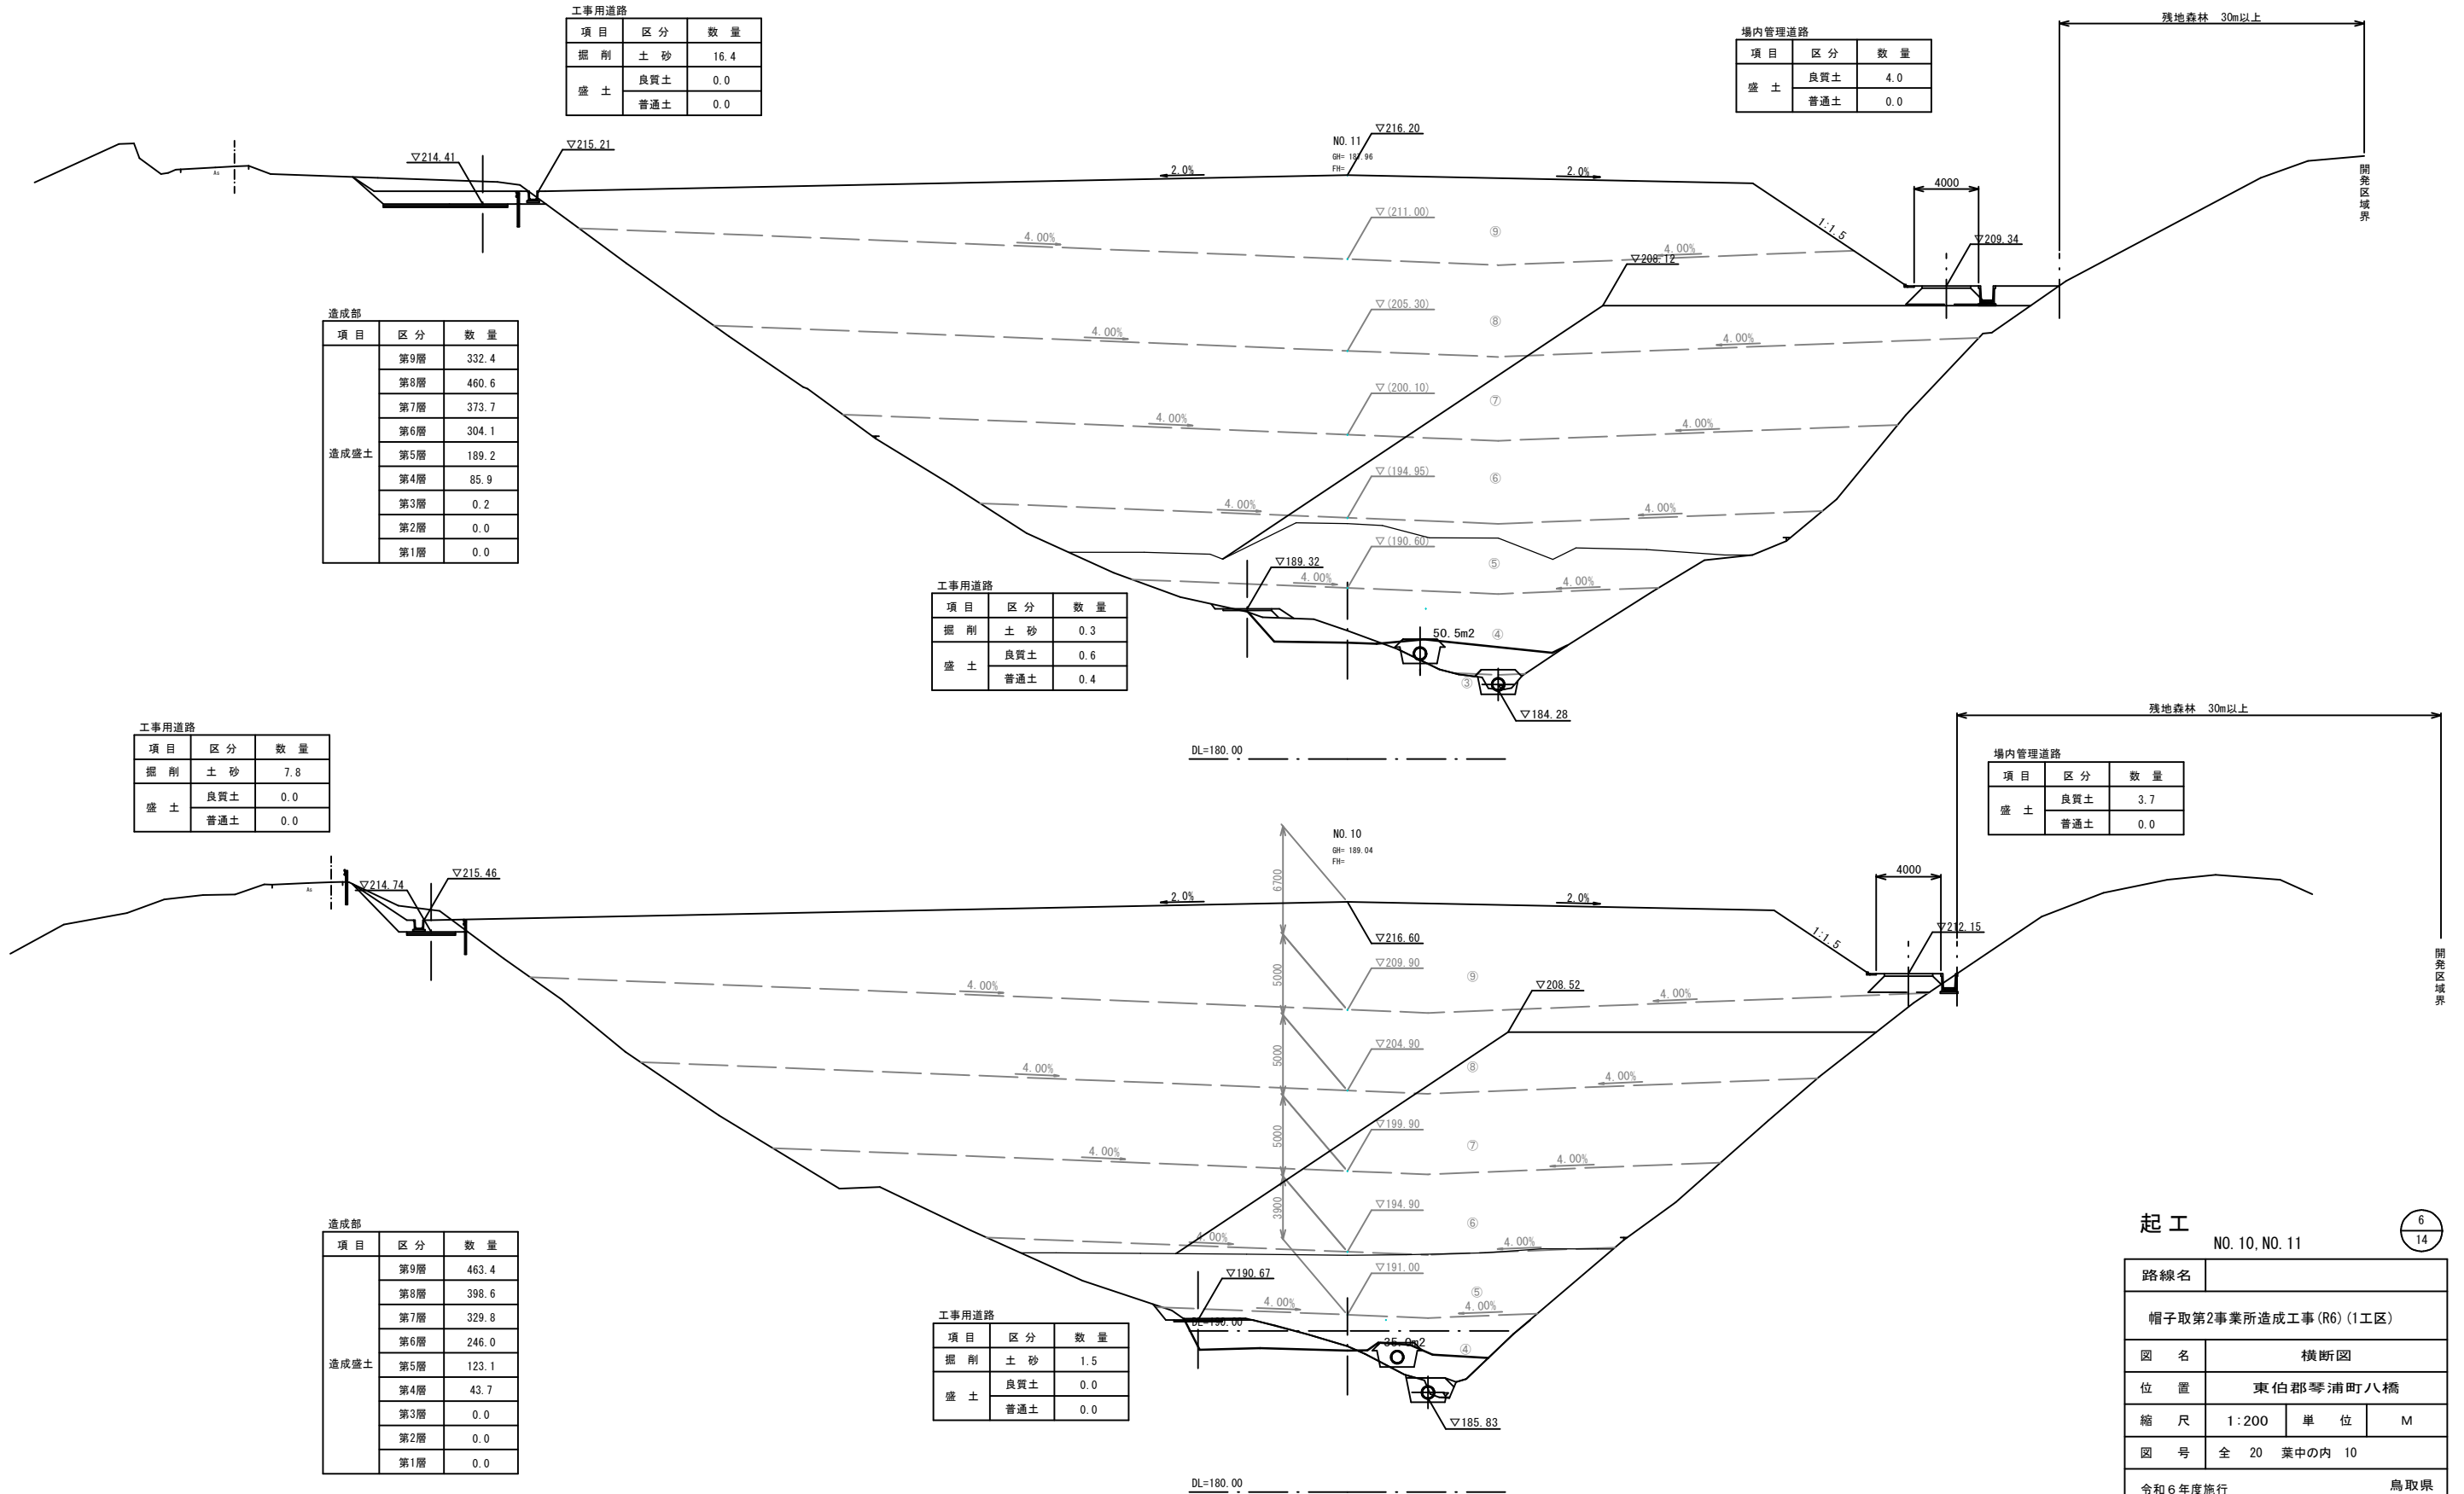 工事用道路
項 目 区 分 数 量
掘 削 土 砂 16.4
盛 土 良質土 0.0
普通土 0.0
場内管理道路
項 目 区 分 数 量
盛 土 良質土 4.0
普通土 0.0
残地森林 30m以上
開発区域界
▽214.41
▽215.21
As
NO.11
GH= 187.96
FH=
▽216.20
2.0%
2.0%
1:1.5
4000
▽209.34
▽(211.00)
⑨
4.00%
4.00%
▽208.12
▽(205.30)
⑧
4.00%
4.00%
▽(200.10)
⑦
4.00%
4.00%
▽(194.95)
⑥
4.00%
4.00%
▽(190.60)
⑤
4.00%
4.00%
▽189.32
50.5m2
④
③
▽184.28
DL=180.00
造成部
項 目 区 分 数 量
造成盛土
第9層 332.4
第8層 460.6
第7層 373.7
第6層 304.1
第5層 189.2
第4層 85.9
第3層 0.2
第2層 0.0
第1層 0.0
工事用道路
項 目 区 分 数 量
掘 削 土 砂 0.3
盛 土 良質土 0.6
普通土 0.4
工事用道路
項 目 区 分 数 量
掘 削 土 砂 7.8
盛 土 良質土 0.0
普通土 0.0
場内管理道路
項 目 区 分 数 量
盛 土 良質土 3.7
普通土 0.0
残地森林 30m以上
開発区域界
▽214.74
▽215.46
As
NO.10
GH= 189.04
FH=
6700
5000
5000
5000
3900
2.0%
2.0%
▽216.60
1:1.5
4000
▽212.15
▽209.90
⑨
4.00%
4.00%
▽208.52
▽204.90
⑧
4.00%
4.00%
▽199.90
⑦
4.00%
4.00%
▽194.90
⑥
4.00%
4.00%
▽191.00
⑤
4.00%
4.00%
▽190.67
DL=190.00
④
▽185.83
DL=180.00
造成部
項 目 区 分 数 量
造成盛土
第9層 463.4
第8層 398.6
第7層 329.8
第6層 246.0
第5層 123.1
第4層 43.7
第3層 0.0
第2層 0.0
第1層 0.0
工事用道路
項 目 区 分 数 量
掘 削 土 砂 1.5
盛 土 良質土 0.0
普通土 0.0
起工
NO.10,NO.11
6
14
路線名
帽子取第2事業所造成工事(R6)(1工区)
図 名 横断図
位 置 東伯郡琴浦町八橋
縮 尺 1:200 単 位 M
図 号 全 20 葉中の内 10
令和6年度施行 鳥取県